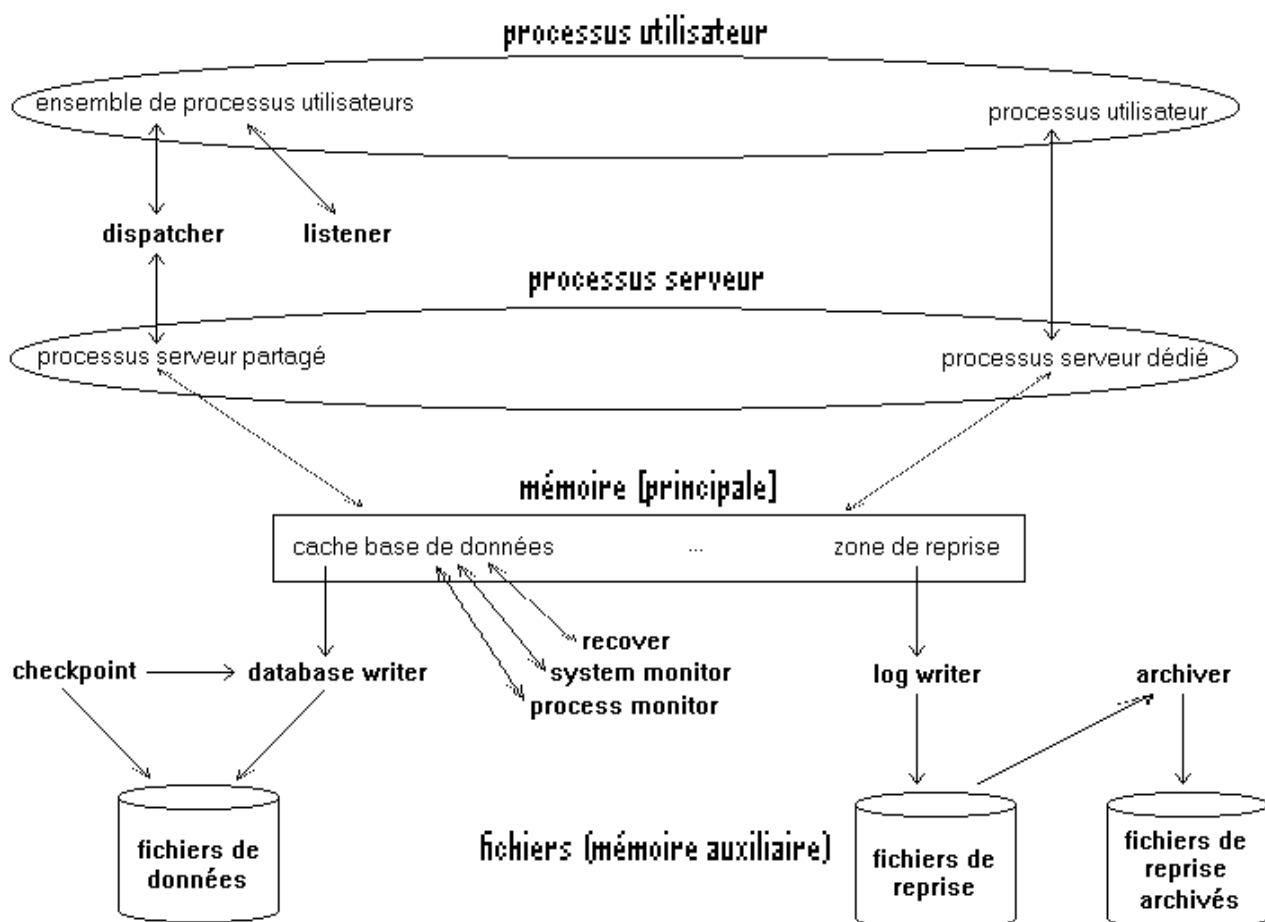 processus utilisateur
ensemble de processus utilisateurs
processus utilisateur
dispatcher
listener
processus serveur
processus serveur partagé
processus serveur dédié
mémoire [principale]
cache base de données
...
zone de reprise
recover
checkpoint
database writer
system monitor
log writer
archiver
process monitor
fichiers de
données
fichiers (mémoire auxiliaire)
fichiers de
reprise
fichiers de
reprise
archivés